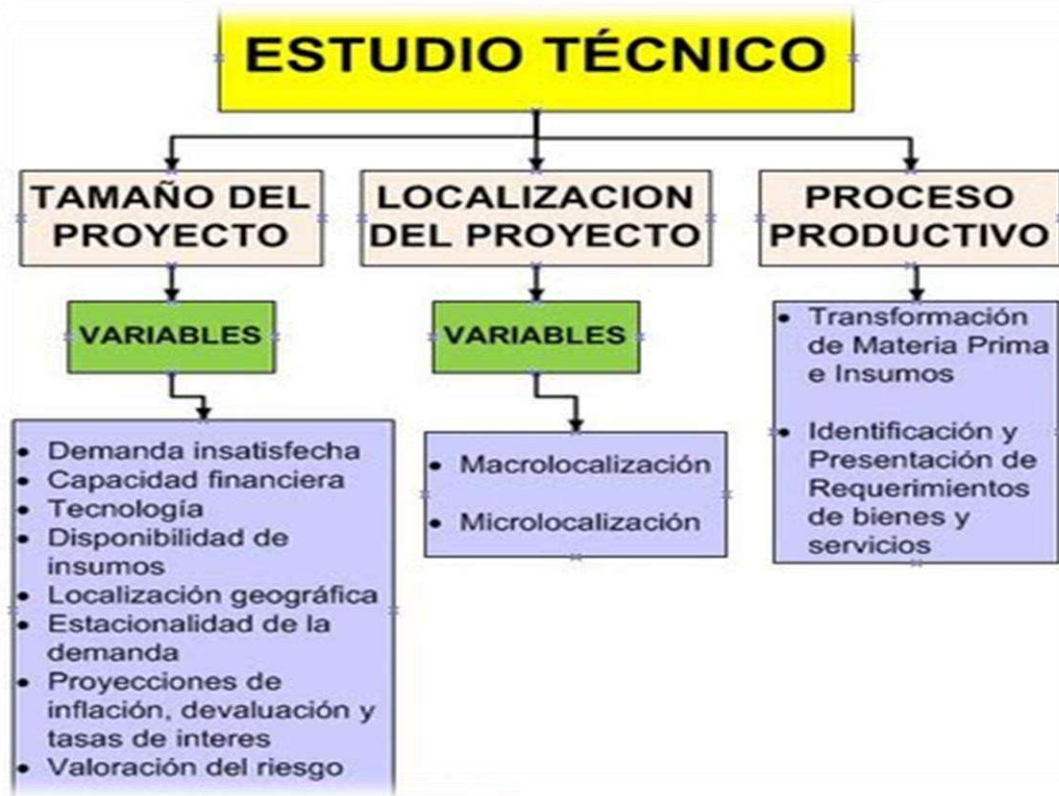 ESTUDIO TÉCNICO
TAMAÑO DEL
PROYECTO
VARIABLES
• Demanda insatisfecha
• Capacidad financiera
• Tecnología
• Disponibilidad de
insumos
• Localización geográfica
• Estacionalidad de la
demanda
• Proyecciones de
inflación, devaluación y
tasas de interes
• Valoración del riesgo
LOCALIZACION
DEL PROYECTO
VARIABLES
• Macrolocalización
• Microlocalización
PROCESO
PRODUCTIVO
• Transformación
de Materia Prima
e Insumos
• Identificación y
Presentación de
Requerimientos
de bienes y
servicios